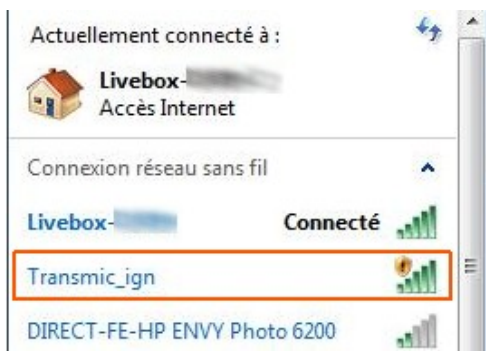 Actuellement connecté à :
Livebox-
Accès Internet
Connexion réseau sans fil
Livebox- Connecté
Transmic_ign
DIRECT-FE-HP ENVY Photo 6200